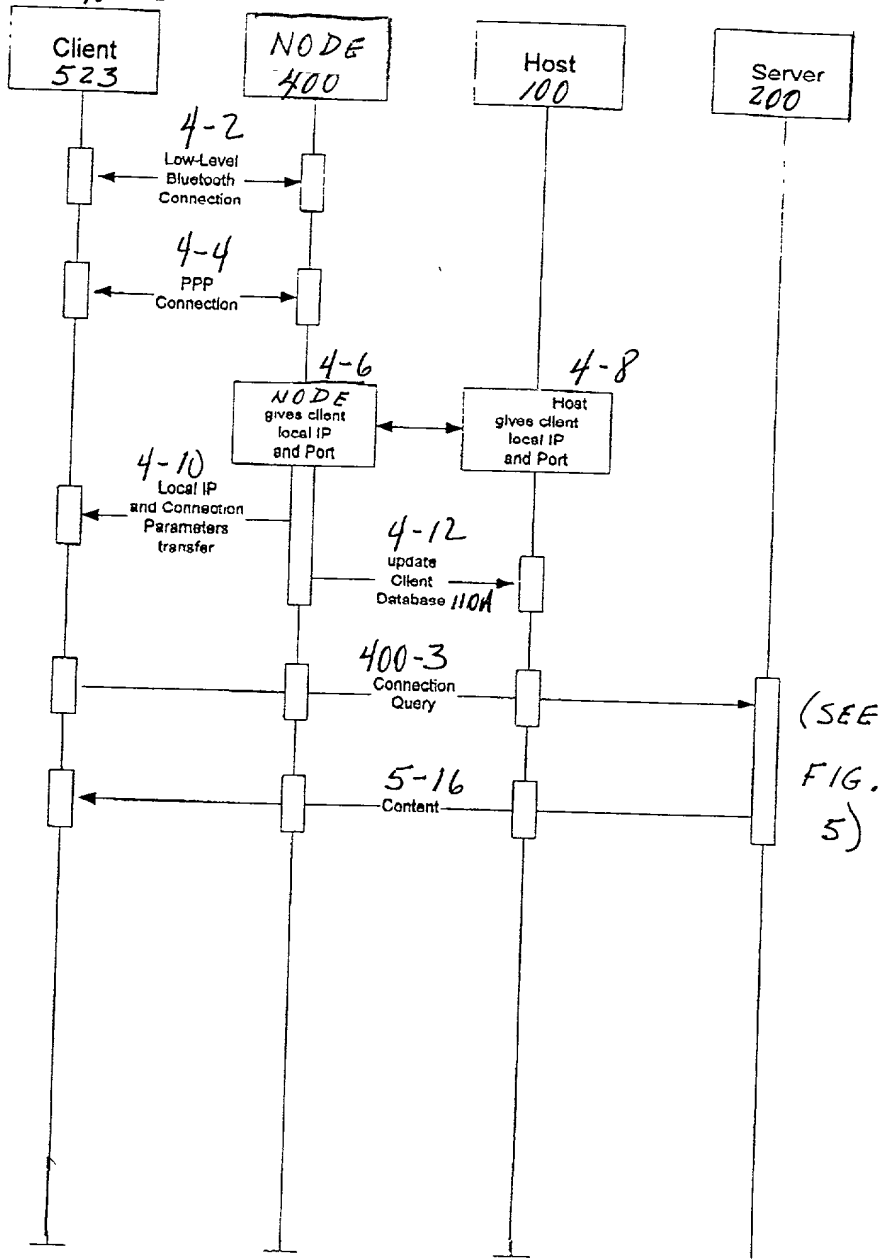 Client
523
NODE
400
Host
100
Server
200
4-2
Low-Level
Bluetooth
Connection
4-4
PPP
Connection
4-6
NODE
gives client
local IP
and Port
4-8
Host
gives client
local IP
and Port
4-10
Local IP
and Connection
Parameters
transfer
4-12
update
Client
Database 110A
400-3
Connection
Query
(SEE
FIG.
5)
5-16
Content